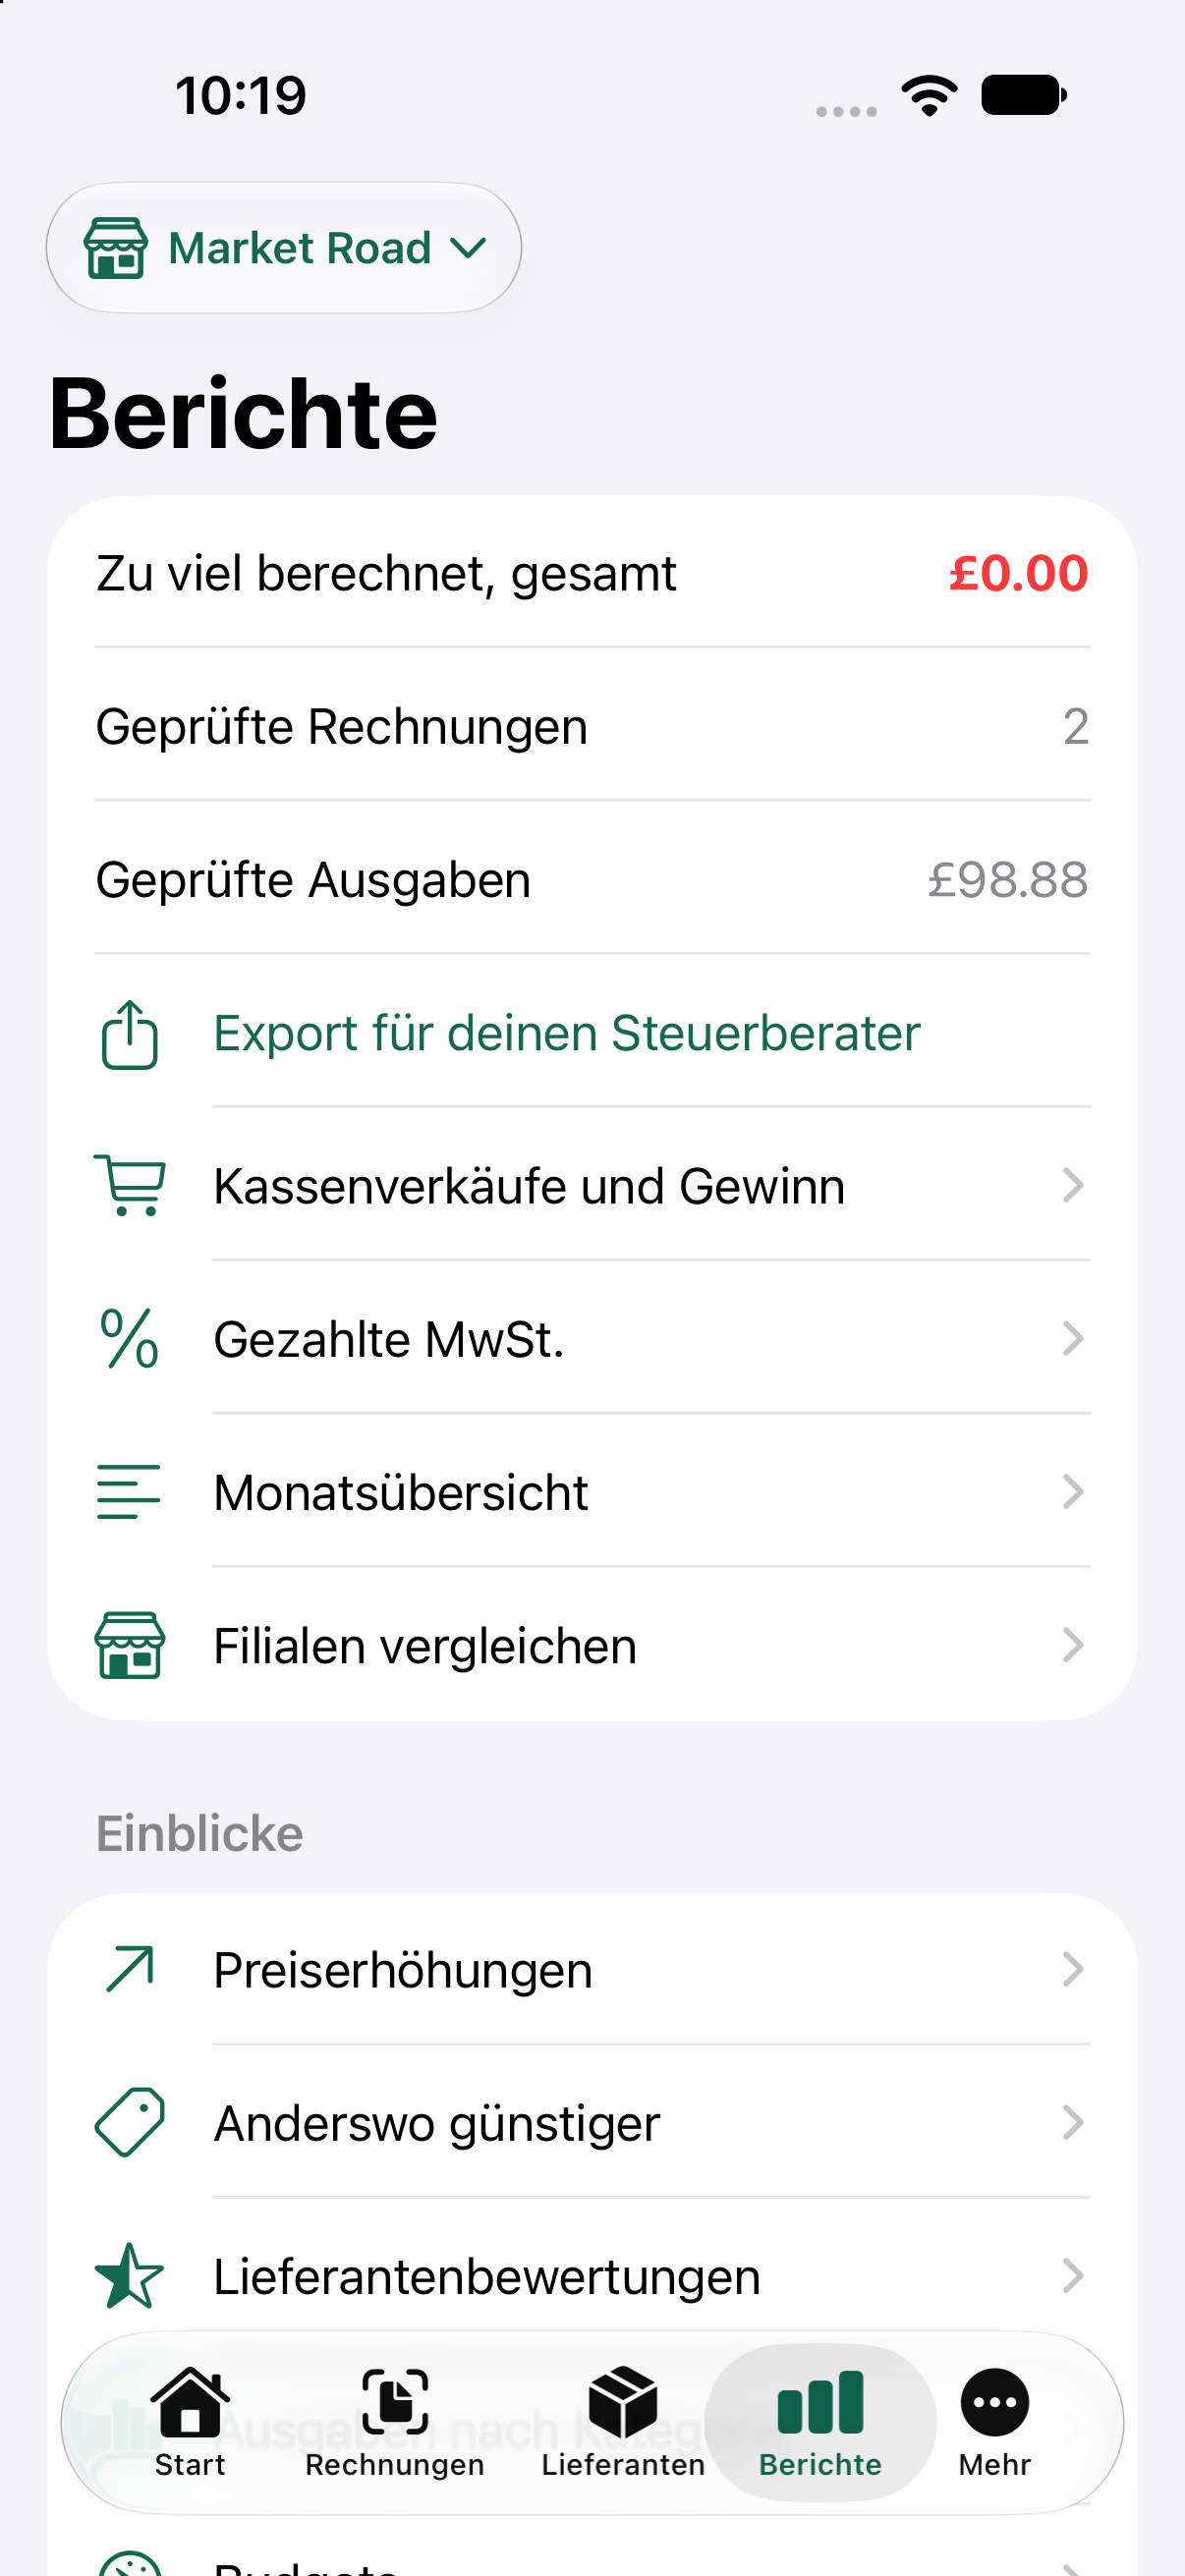 10:19
Market Road
Berichte
Zu viel berechnet, gesamt £0.00
Geprüfte Rechnungen 2
Geprüfte Ausgaben £98.88
Export für deinen Steuerberater
Kassenverkäufe und Gewinn
Gezahlte MwSt.
Monatsübersicht
Filialen vergleichen
Einblicke
Preiserhöhungen
Anderswo günstiger
Lieferantenbewertungen
Ausgaben nach
Start Rechnungen Lieferanten Berichte Mehr